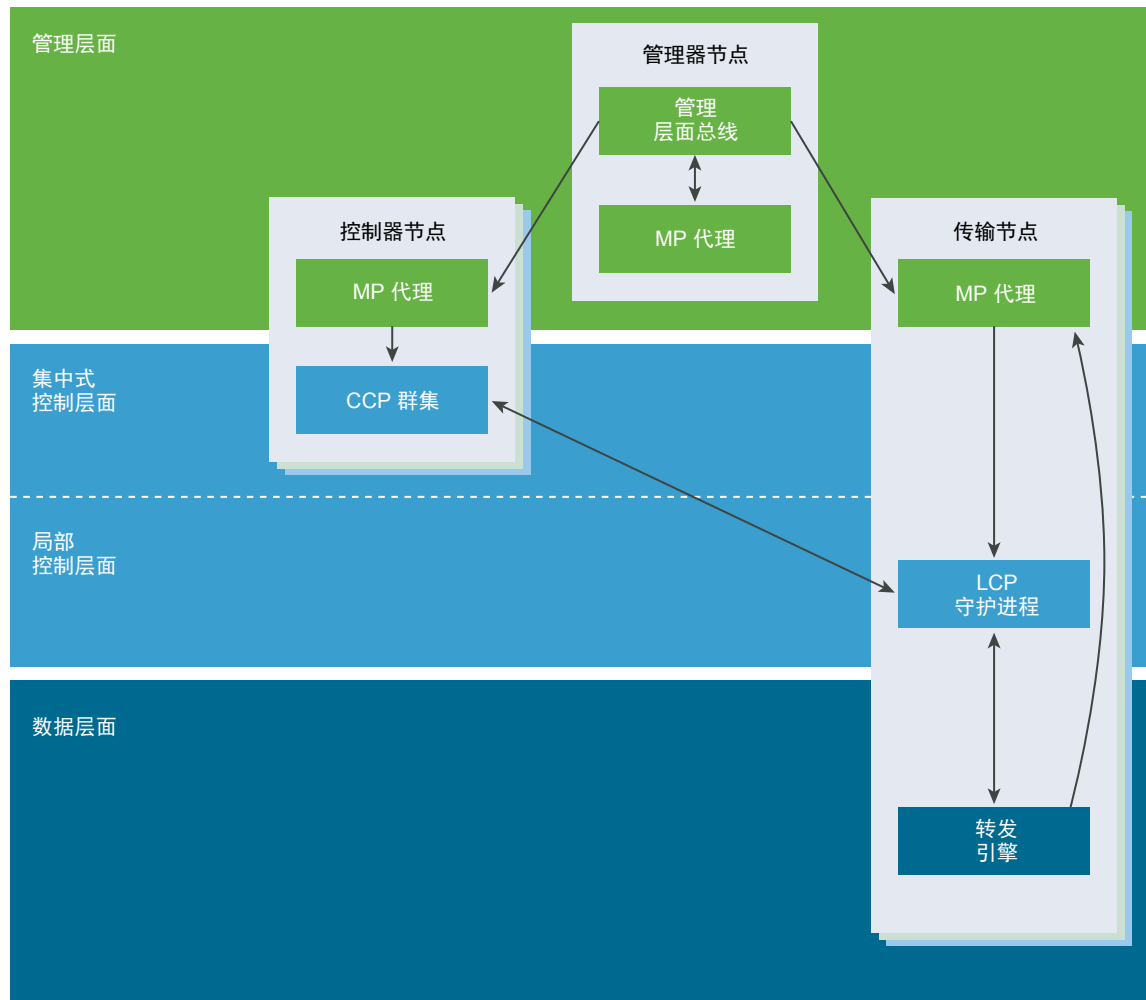 管理层面
管理器节点
管理
层面总线
MP 代理
控制器节点
MP 代理
传输节点
MP 代理
集中式
控制层面
CCP 群集
局部
控制层面
LCP
守护进程
数据层面
转发
引擎